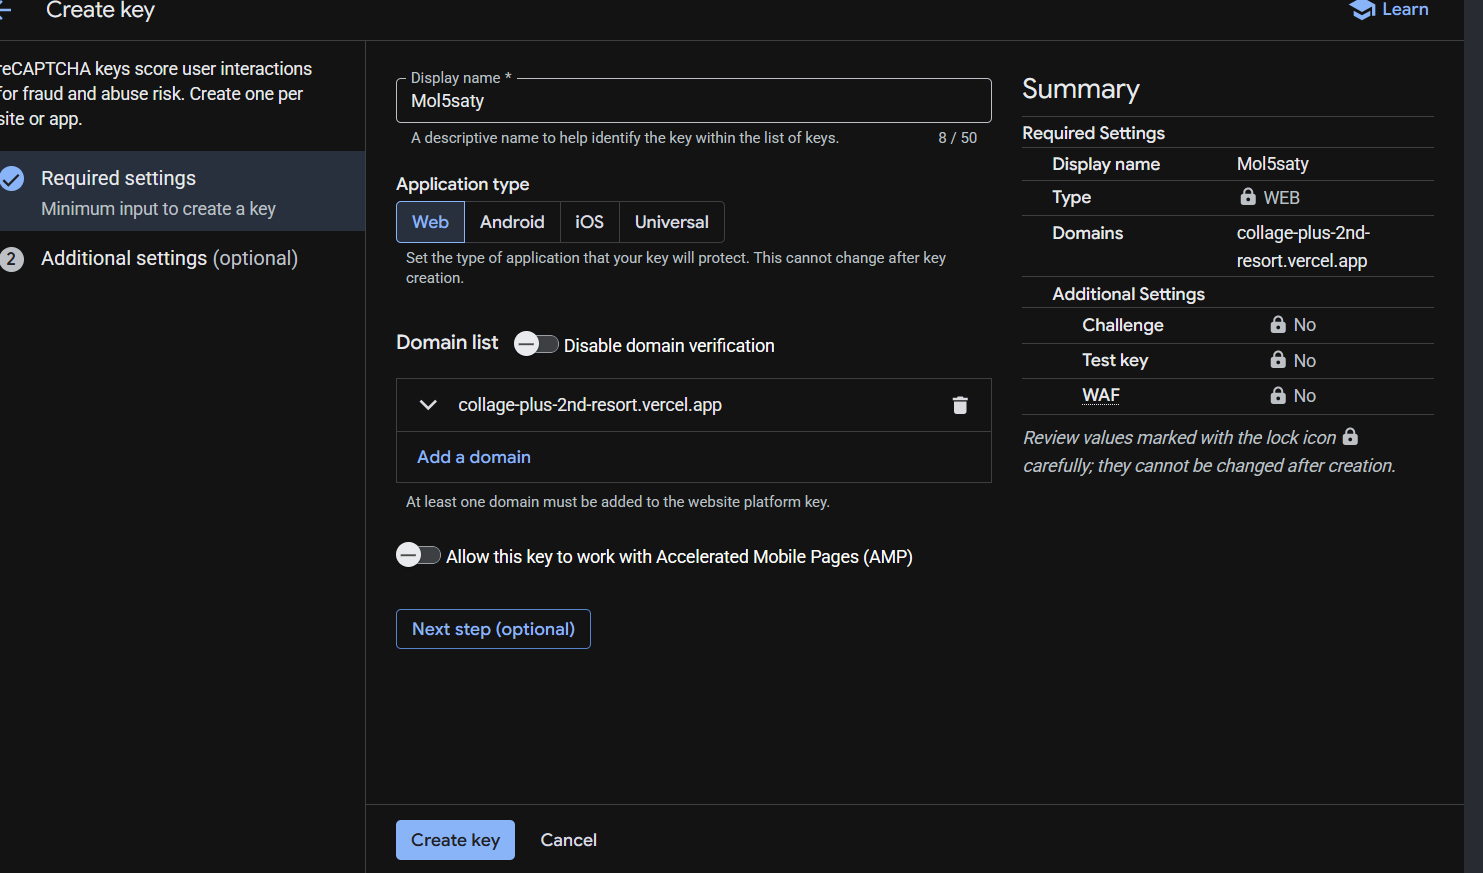 Create key
Learn
reCAPTCHA keys score user interactions
for fraud and abuse risk. Create one per
site or app.
Required settings
Minimum input to create a key
2
Additional settings (optional)
Display name *
Mol5saty
A descriptive name to help identify the key within the list of keys.
8 / 50
Application type
Web
Android
iOS
Universal
Set the type of application that your key will protect. This cannot change after key
creation.
Domain list
Disable domain verification
collage-plus-2nd-resort.vercel.app
Add a domain
At least one domain must be added to the website platform key.
Allow this key to work with Accelerated Mobile Pages (AMP)
Next step (optional)
Create key
Cancel
Summary
Required Settings
Display name Mol5saty
Type WEB
Domains collage-plus-2nd-
resort.vercel.app
Additional Settings
Challenge No
Test key No
WAF No
Review values marked with the lock icon
carefully; they cannot be changed after creation.